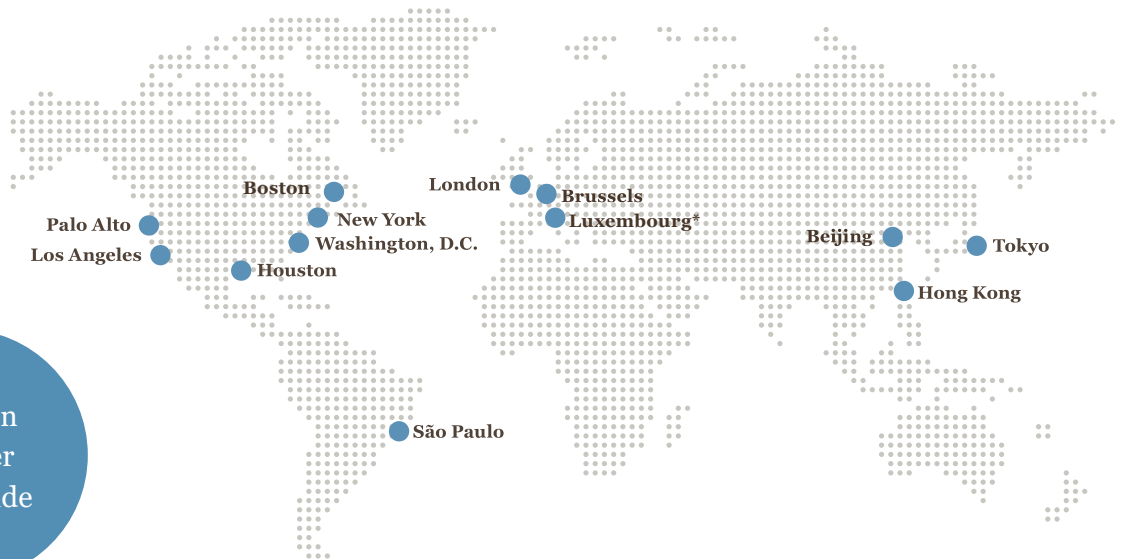 London
Boston
Brussels
New York
Luxembourg*
Palo Alto
Washington, D.C.
Beijing
Tokyo
Los Angeles
Houston
Hong Kong
São Paulo